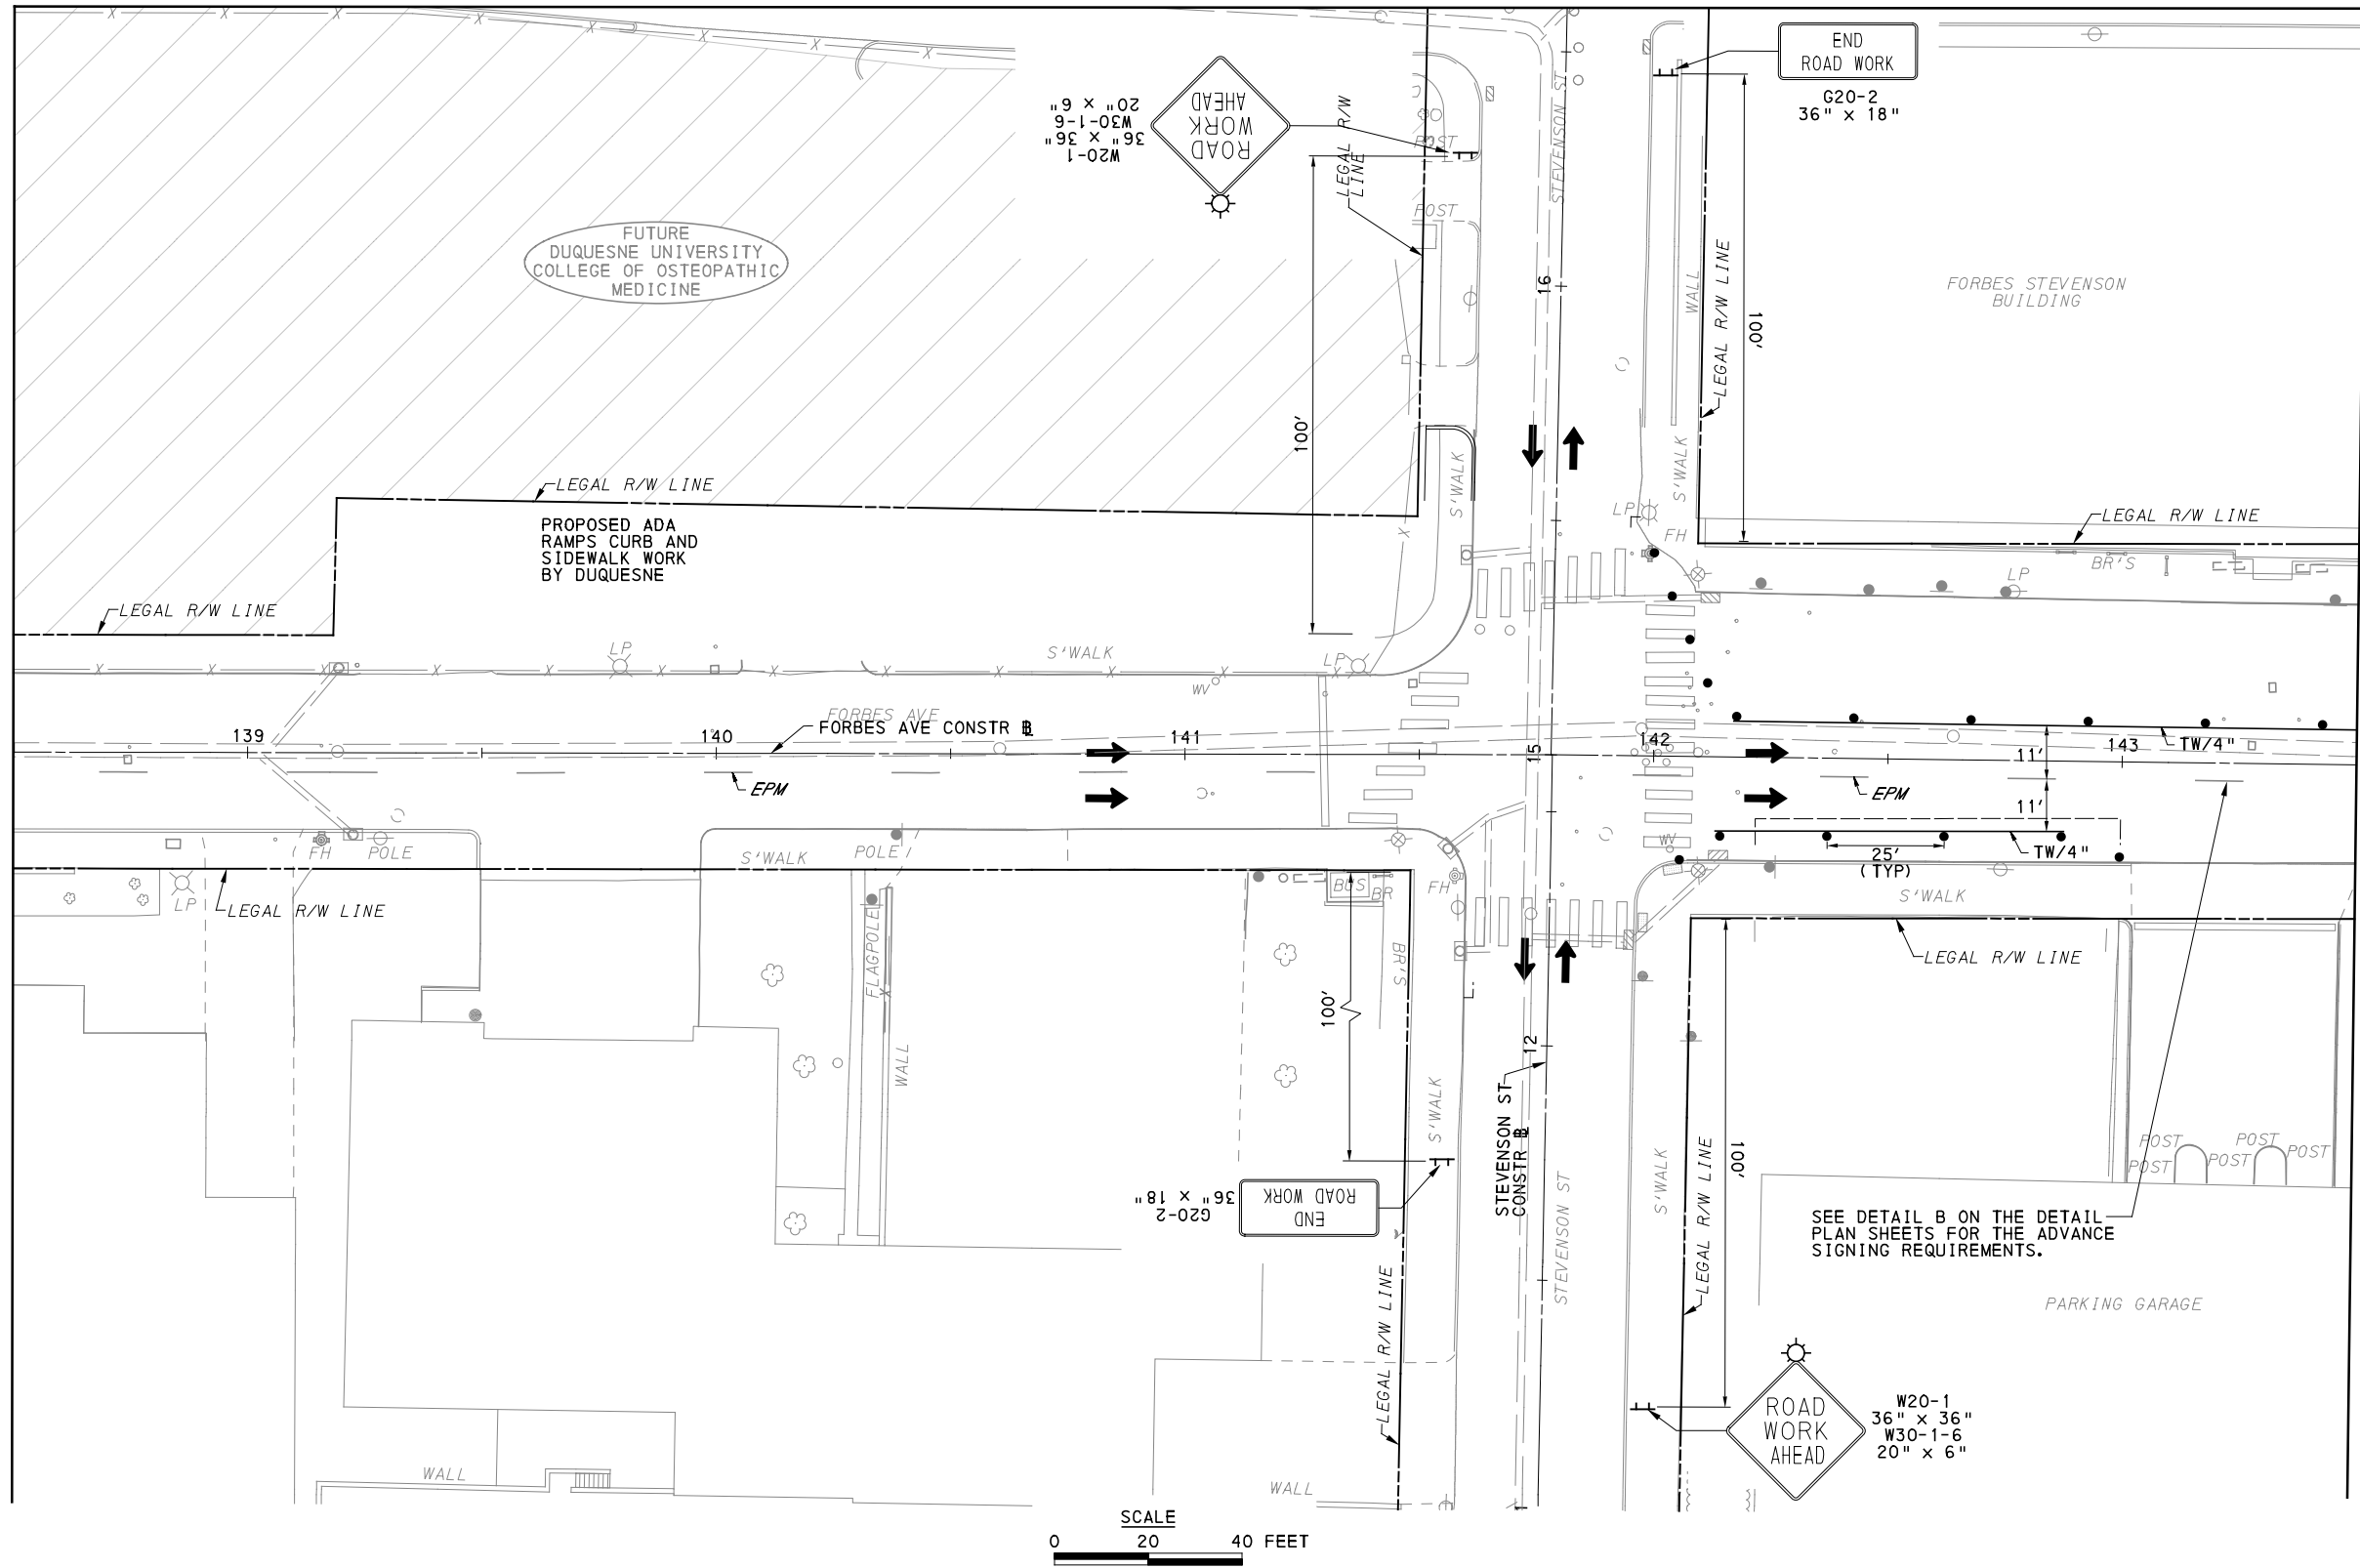 END
ROAD WORK
G20-2
36" x 18"
ROAD
WORK
AHEAD
W20-1
36" x 36"
W30-1-6
20" x 6"
LEGAL R/W
LINE
POST
POST
STEVENSON ST
FUTURE
DUQUESNE UNIVERSITY
COLLEGE OF OSTEOPATHIC
MEDICINE
FORBES STEVENSON
BUILDING
WALL
LEGAL R/W LINE
100'
100'
16
S'WALK
S'WALK
LEGAL R/W LINE
PROPOSED ADA
RAMPS CURB AND
SIDEWALK WORK
BY DUQUESNE
LEGAL R/W LINE
LP
FH
LEGAL R/W LINE
BR'S
LP
LP
S'WALK
LP
WV
FORBES AVE
FORBES AVE CONSTR B
139
140
141
15
142
143
11'
TW/4"
EPM
EPM
11'
WV
TW/4"
25'
(TYP)
FH
POLE
S'WALK
POLE
LP
LEGAL R/W LINE
BUS
BR
FH
S'WALK
LEGAL R/W LINE
FLAGPOLE
WALL
BR'S
100'
12
S'WALK
STEVENSON ST
CONSTR B
STEVENSON ST
S'WALK
LEGAL R/W LINE
100'
END
ROAD WORK
G20-2
36" x 18"
POST
POST
POST
POST
POST
SEE DETAIL B ON THE DETAIL
PLAN SHEETS FOR THE ADVANCE
SIGNING REQUIREMENTS.
PARKING GARAGE
LEGAL R/W LINE
ROAD
WORK
AHEAD
W20-1
36" x 36"
W30-1-6
20" x 6"
WALL
WALL
SCALE
0 20 40 FEET